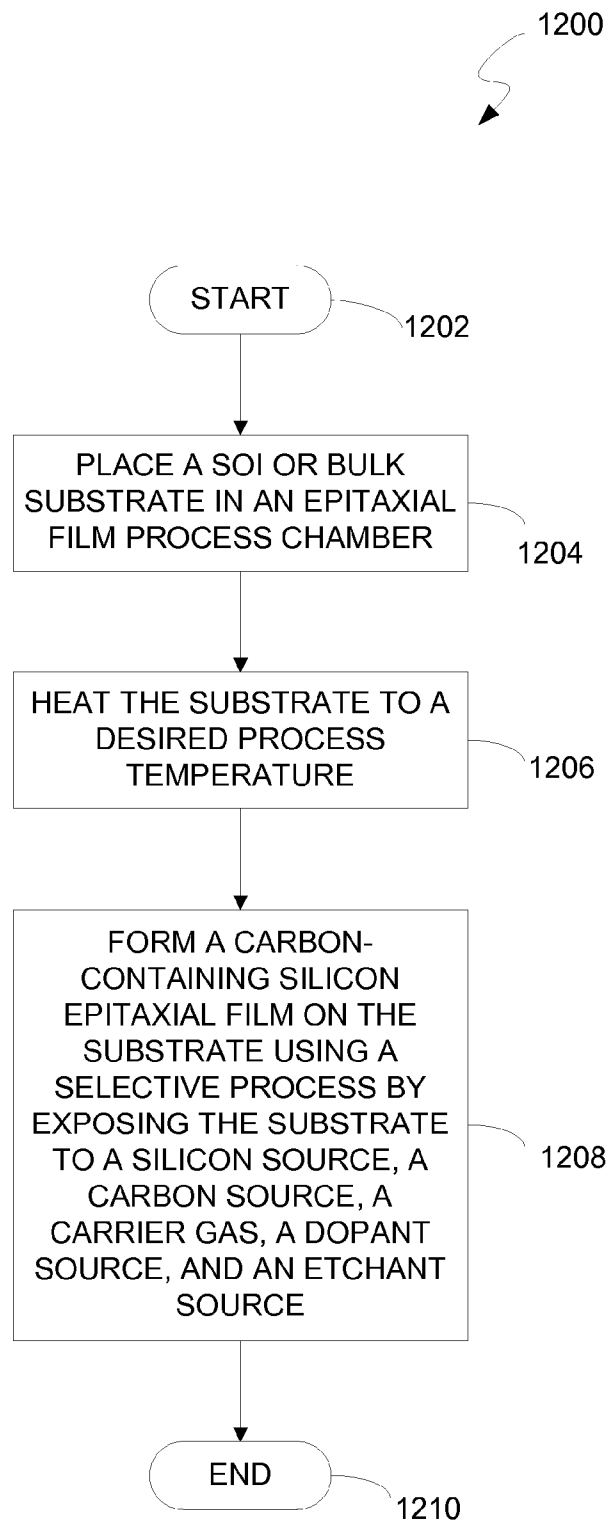 1200
START
1202
PLACE A SOI OR BULK
SUBSTRATE IN AN EPITAXIAL
FILM PROCESS CHAMBER
1204
HEAT THE SUBSTRATE TO A
DESIRED PROCESS
TEMPERATURE
1206
FORM A CARBON-
CONTAINING SILICON
EPITAXIAL FILM ON THE
SUBSTRATE USING A
SELECTIVE PROCESS BY
EXPOSING THE SUBSTRATE
TO A SILICON SOURCE, A
CARBON SOURCE, A
CARRIER GAS, A DOPANT
SOURCE, AND AN ETCHANT
SOURCE
1208
END
1210